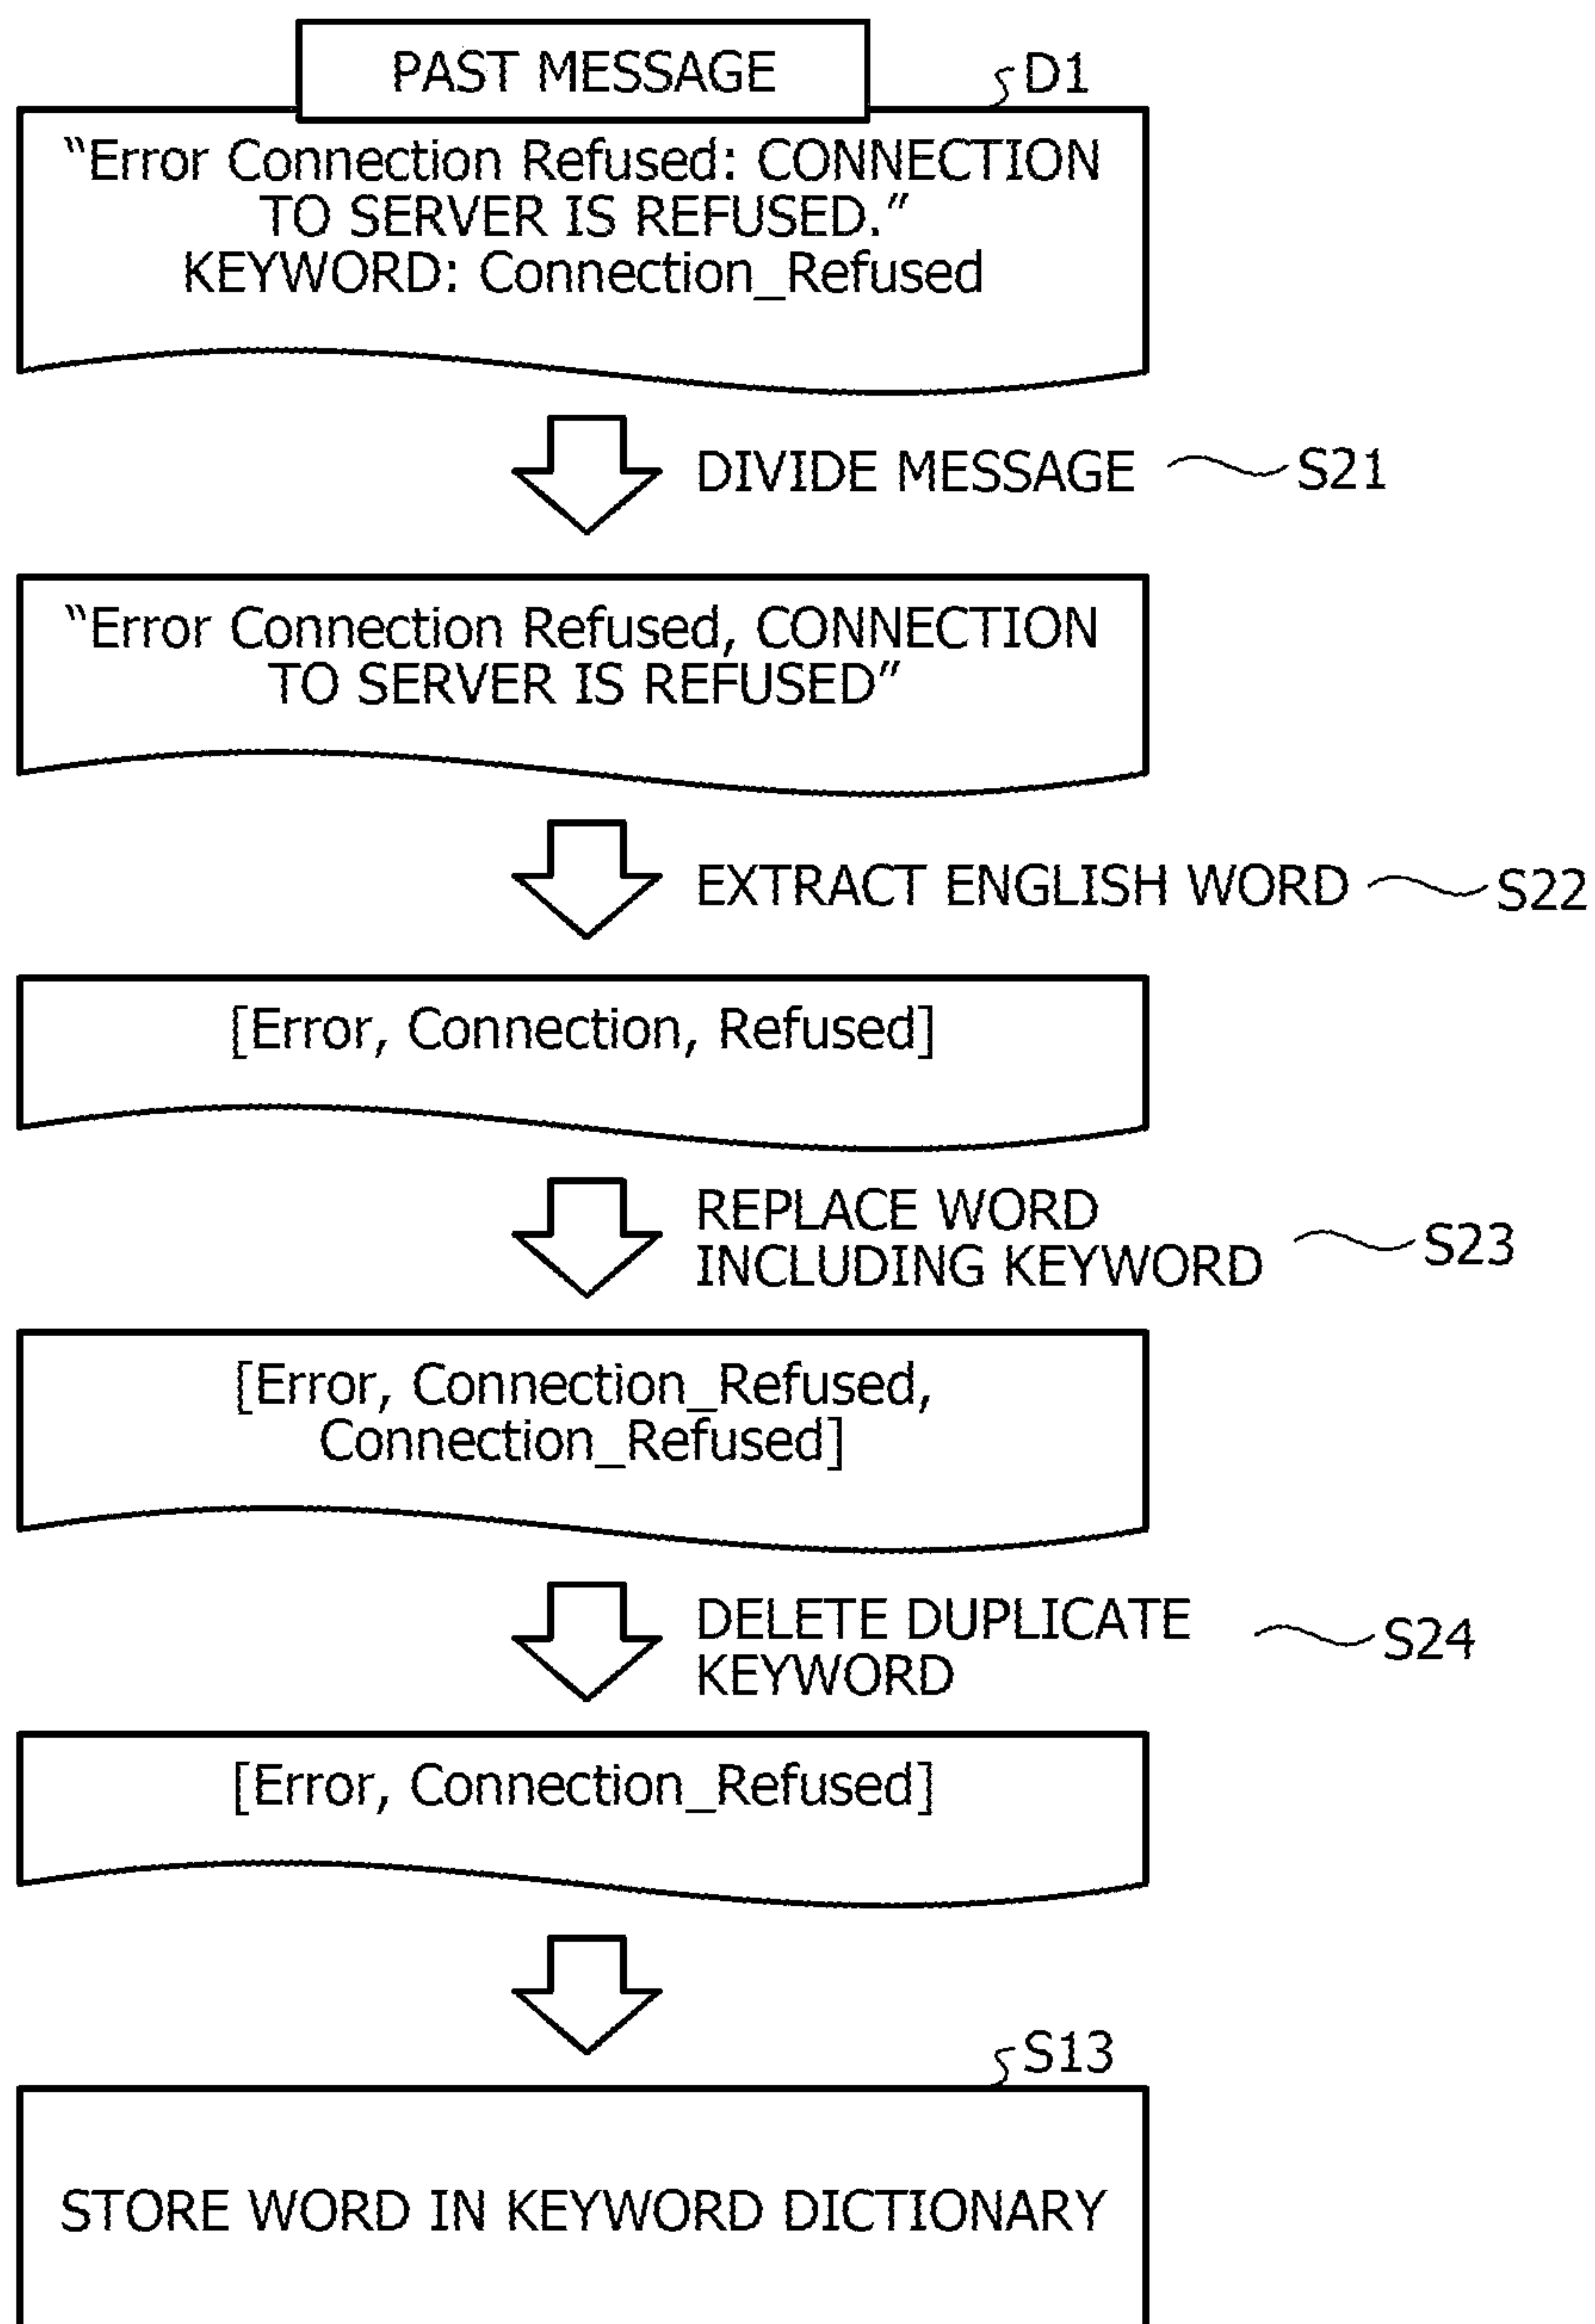 PAST MESSAGE
D1
“Error Connection Refused: CONNECTION
TO SERVER IS REFUSED.”
KEYWORD: Connection_Refused
DIVIDE MESSAGE
S21
“Error Connection Refused, CONNECTION
TO SERVER IS REFUSED”
EXTRACT ENGLISH WORD
S22
[Error, Connection, Refused]
REPLACE WORD
INCLUDING KEYWORD
S23
[Error, Connection_Refused,
Connection_Refused]
DELETE DUPLICATE
KEYWORD
S24
[Error, Connection_Refused]
S13
STORE WORD IN KEYWORD DICTIONARY